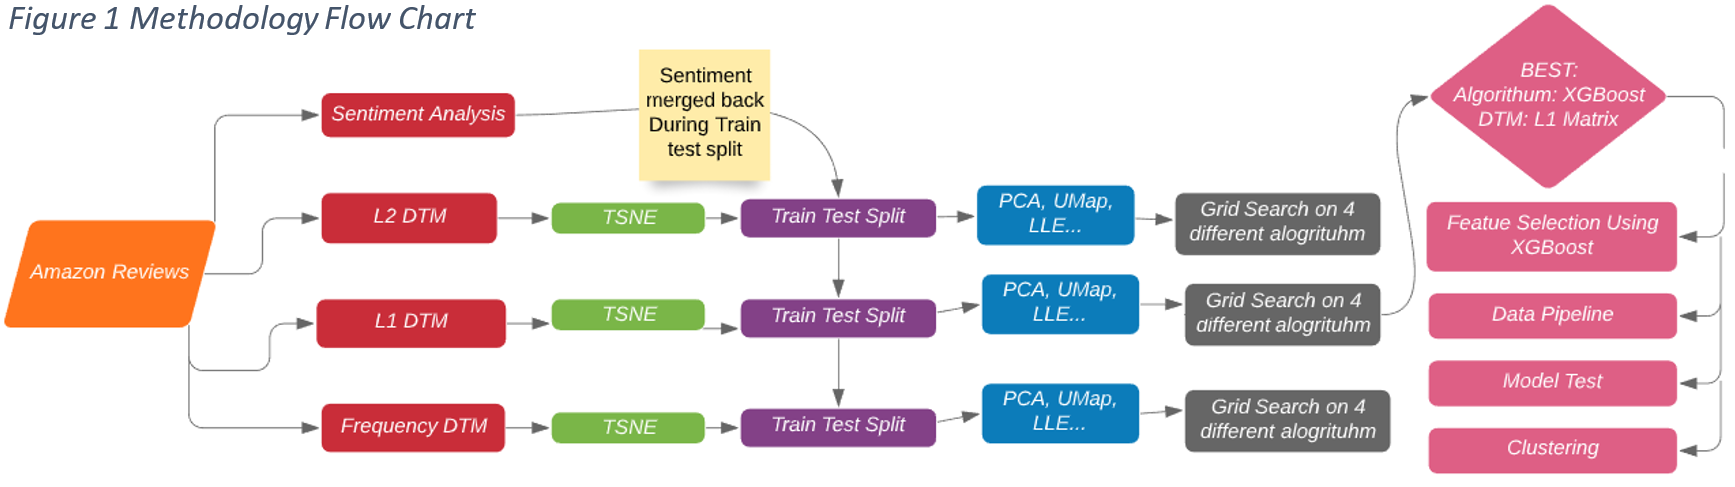 Figure 1 Methodology Flow Chart
Sentiment
merged back
During Train
test split
BEST:
Algorithum: XGBoost
DTM: L1 Matrix
Sentiment Analysis
L2 DTM
TSNE
Train Test Split
PCA, UMap,
LLE...
Grid Search on 4
different alogrituhm
Featue Selection Using
XGBoost
Amazon Reviews
L1 DTM
TSNE
Train Test Split
PCA, UMap,
LLE...
Grid Search on 4
different alogrituhm
Data Pipeline
Model Test
Frequency DTM
TSNE
Train Test Split
PCA, UMap,
LLE...
Grid Search on 4
different alogrituhm
Clustering